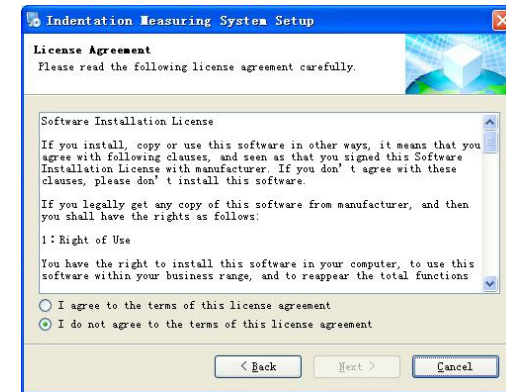 Indentation Measuring System Setup
License Agreement
Please read the following license agreement carefully.
Software Installation License
If you install, copy or use this software in other ways, it means that you
agree with following clauses, and seen as that you signed this Software
Installation License with manufacturer. If you don't agree with these
clauses, please don't install this software.
If you legally get any copy of this software from manufacturer, and then
you shall have the rights as follows:
1：Right of Use
You have the right to install this software in your computer, to use this
software within your business range, and to reappear the total functions
I agree to the terms of this license agreement
I do not agree to the terms of this license agreement
< Back Next > Cancel